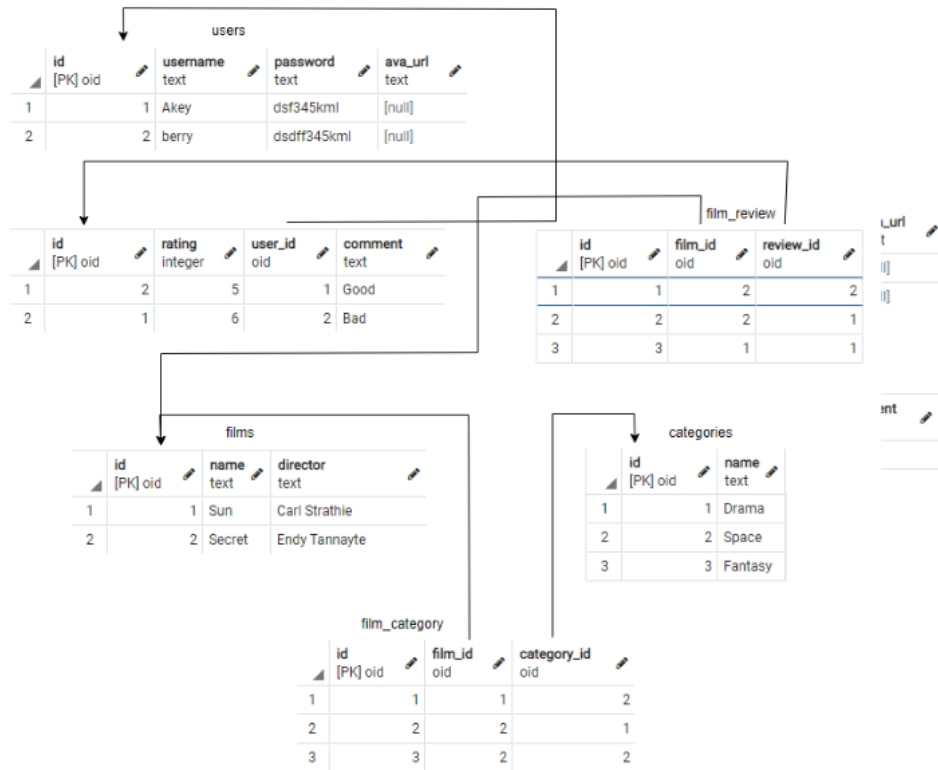 users
id username password ava_url
[PK] oid text text text
1 1 Akey dsf345kml [null]
2 2 berry dsdff345kml [null]
film_review
id rating user_id comment
[PK] oid integer oid text
1 2 5 1 Good
2 1 6 2 Bad
id film_id review_id
[PK] oid oid oid
1 1 2 2
2 2 2 1
3 3 1 1
_url
t
ll]
ll]
ent
films
id name director
[PK] oid text text
1 1 Sun Carl Strathie
2 2 Secret Endy Tannayte
categories
id name
[PK] oid text
1 1 Drama
2 2 Space
3 3 Fantasy
film_category
id film_id category_id
[PK] oid oid oid
1 1 1 2
2 2 2 1
3 3 2 2